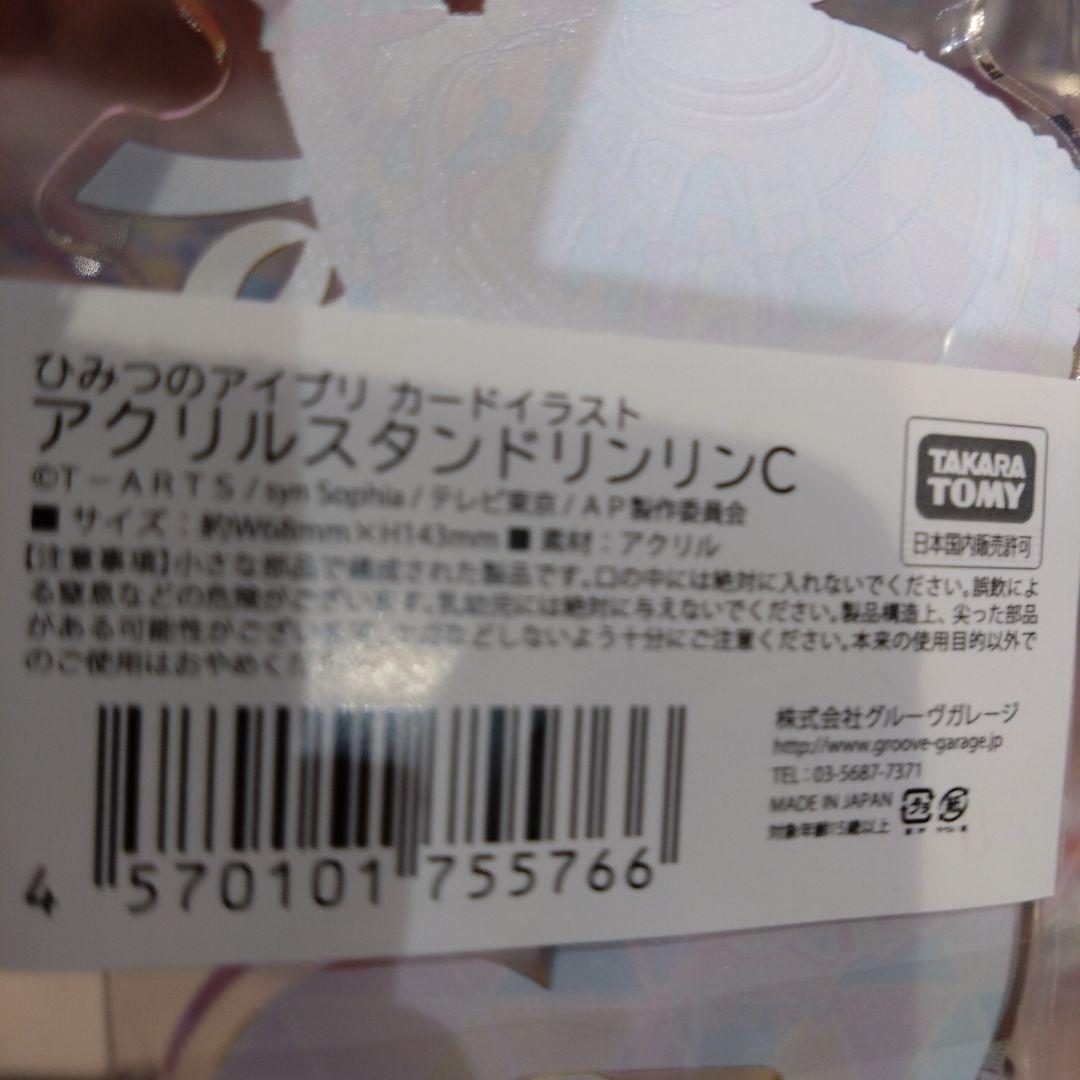 ひみつのアイプリ カードイラスト
アクリルスタンドリンリンC
©T-ARTS/syn Sophia/テレビ東京/AP製作委員会
■ サイズ：約W68mm×H143mm ■ 素材：アクリル
【注意事項】小さな部品で構成された製品です。口の中には絶対に入れないでください。誤飲によ
る窒息などの危険がございます。乳幼児には絶対に与えないでください。製品構造上、尖った部品
がある可能性がございます などしないよう十分にご注意ください。本来の使用目的以外で
のご使用はおやめくだ
TAKARA
TOMY
日本国内販売許可
株式会社グルーヴガレージ
http://www.groove-garage.jp
TEL：03-5687-7371
MADE IN JAPAN
プラ
紙
対象年齢15歳以上
4 570101 755766